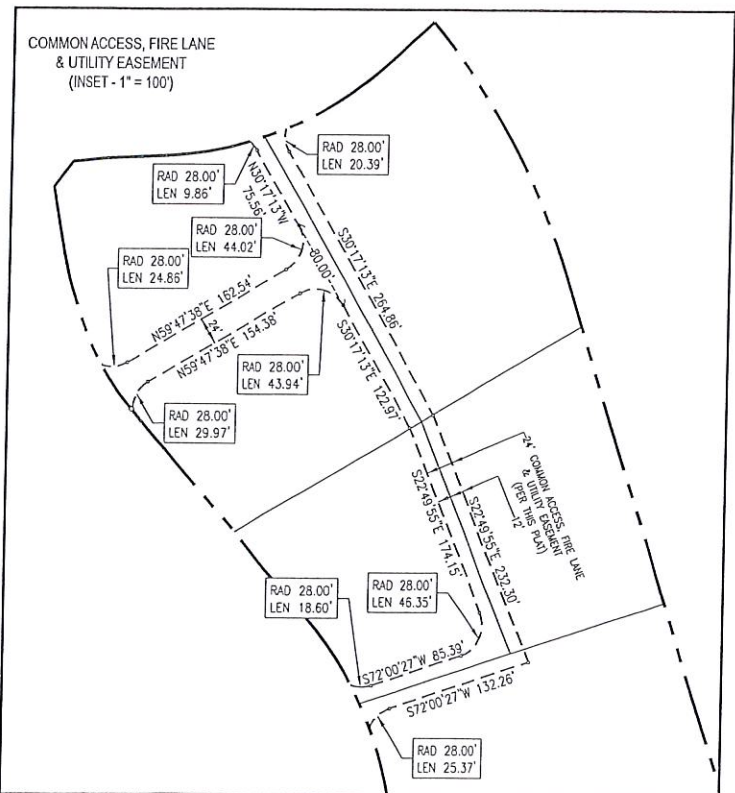 COMMON ACCESS, FIRE LANE
& UTILITY EASEMENT
(INSET - 1" = 100')
RAD 28.00'
LEN 20.39'
RAD 28.00'
LEN 9.86'
N30°17'13"W
75.56'
RAD 28.00'
LEN 44.02'
RAD 28.00'
LEN 24.86'
80.00'
S30°17'13"E 264.86'
N59°47'38"E 162.54'
24'
N59°47'38"E 154.38'
S30°17'13"E 122.97'
RAD 28.00'
LEN 43.94'
RAD 28.00'
LEN 29.97'
24' COMMON ACCESS, FIRE LANE
& UTILITY EASEMENT
(PER THIS PLAT)
12'
S22°49'55"E 174.15'
S22°49'55"E 232.30'
RAD 28.00'
LEN 18.60'
RAD 28.00'
LEN 46.35'
S72°00'27"W 85.39'
S72°00'27"W 132.26'
RAD 28.00'
LEN 25.37'